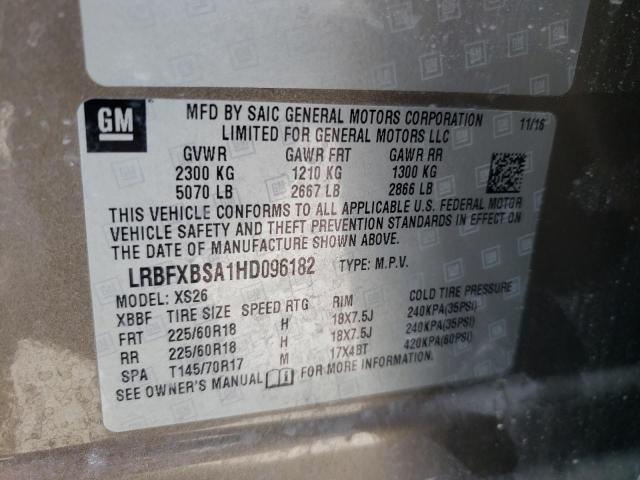 GM
MFD BY SAIC GENERAL MOTORS CORPORATION
LIMITED FOR GENERAL MOTORS LLC
11/16
GVWR GAWR FRT GAWR RR
2300 KG 1210 KG 1300 KG
5070 LB 2667 LB 2866 LB
THIS VEHICLE CONFORMS TO ALL APPLICABLE U.S. FEDERAL MOTOR
VEHICLE SAFETY AND THEFT PREVENTION STANDARDS IN EFFECT ON
THE DATE OF MANUFACTURE SHOWN ABOVE.
LRBFXBSA1HD096182 TYPE: M.P.V.
MODEL: XS26
XBBF TIRE SIZE SPEED RTG RIM COLD TIRE PRESSURE
FRT 225/60R18 H 18X7.5J 240KPA(35PSI)
RR 225/60R18 H 18X7.5J 240KPA(35PSI)
SPA T145/70R17 M 17X4BT 420KPA(60PSI)
SEE OWNER'S MANUAL FOR MORE INFORMATION.